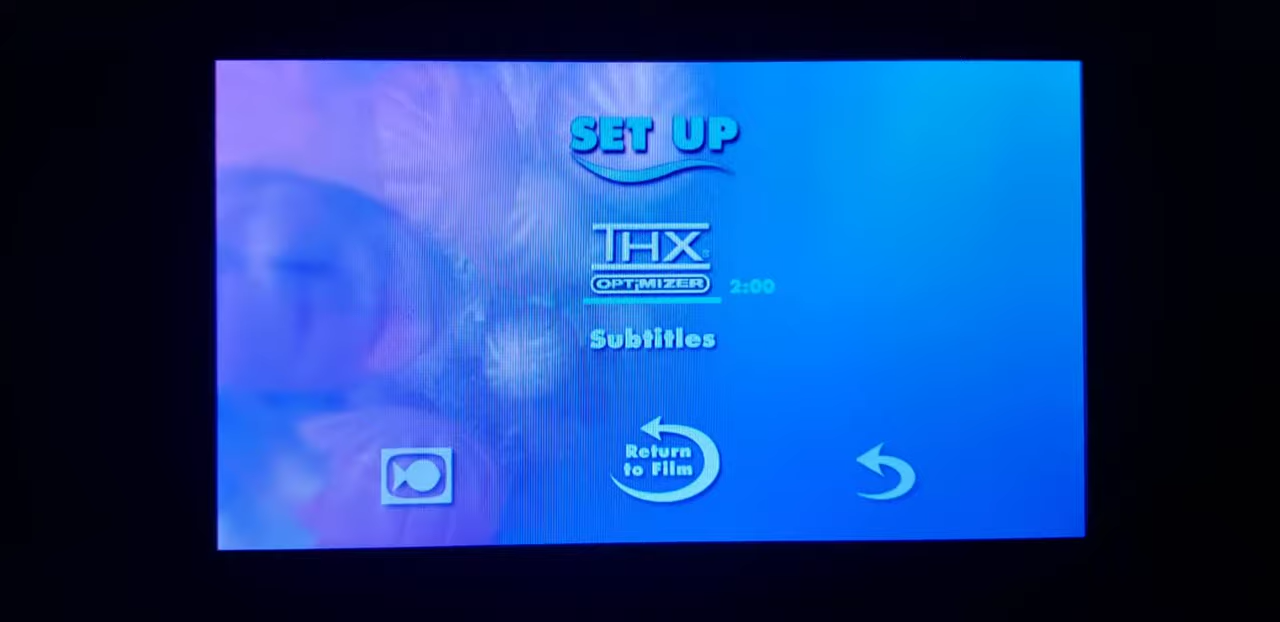 SET UP
THX
OPTIMIZER
2:00
Subtitles
Return
to Film